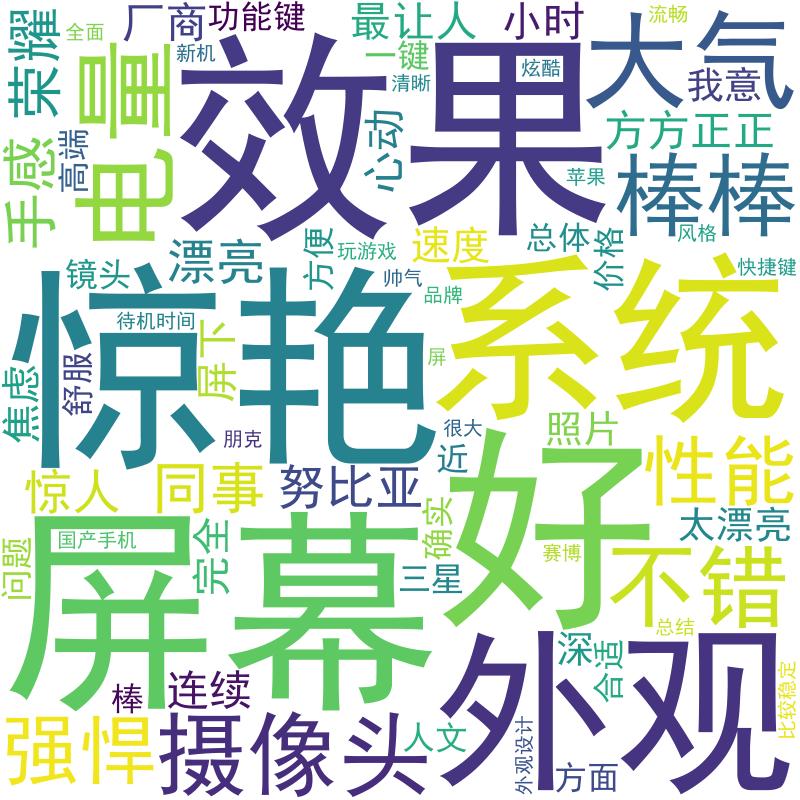 荣耀
全面
厂商
功能键
最让人
小时
流畅
新机
一键
清晰
炫酷
大气
我意
电量
效果
手感
高端
心动
苹果
方方正正
棒棒
漂亮
方便
玩游戏
速度
总体
价格
风格
镜头
帅气
品牌
快捷键
惊艳
系统
待机时间
屏下
屏
焦虑
舒服
朋克
很大
近
照片
好
性能
惊人
同事
努比亚
确实
太漂亮
问题
国产手机
完全
三星
赛博
不错
屏幕
总结
外观
深
合适
棒
连续
比较稳定
强悍
摄像头
人文
外观设计
方面